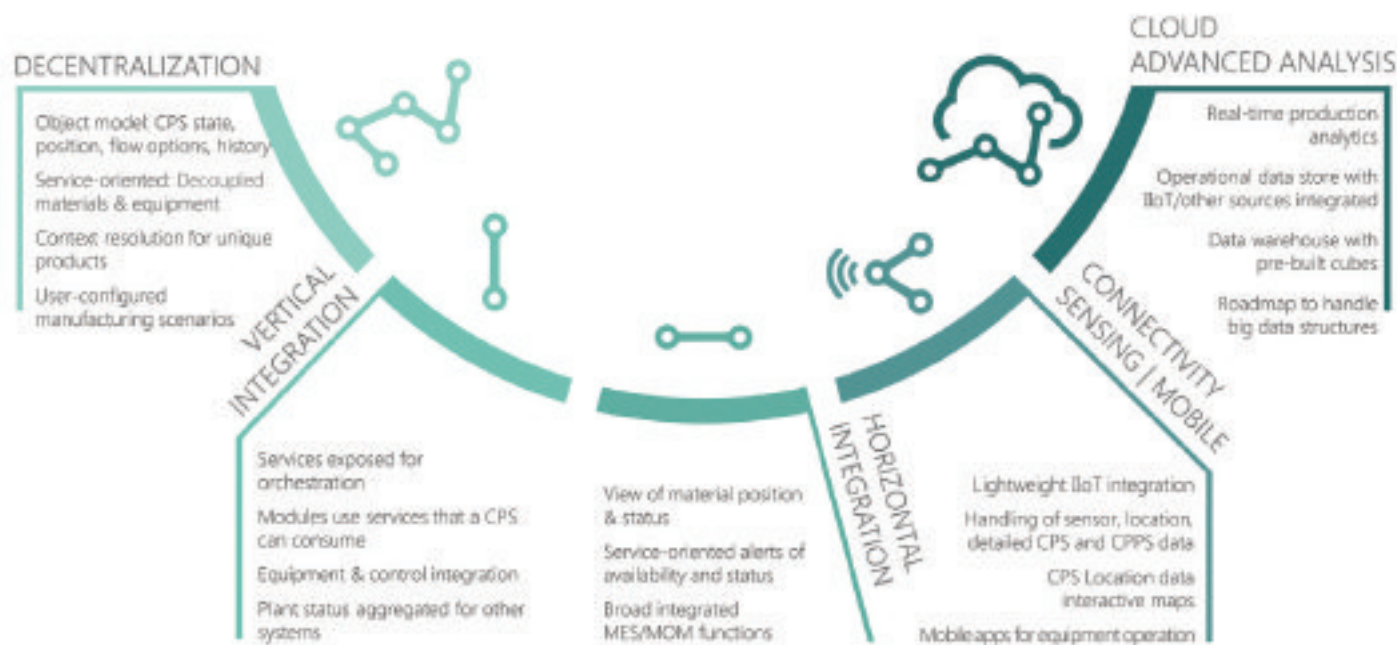 DECENTRALIZATION
Object model: CPS state,
position, flow options, history
Service-oriented: Decoupled
materials & equipment
Context resolution for unique
products
User-configured
manufacturing scenarios
VERTICAL
INTEGRATION
Services exposed for
orchestration
Modules use services that a CPS
can consume
Equipment & control integration
Plant status aggregated for other
systems
HORIZONTAL
INTEGRATION
View of material position
& status
Service-oriented alerts of
availability and status
Broad integrated
MES/MOM functions
CONNECTIVITY
SENSING | MOBILE
Lightweight IIoT integration
Handling of sensor, location,
detailed CPS and CPPS data
CPS Location data
interactive maps
Mobile apps for equipment operation
CLOUD
ADVANCED ANALYSIS
Real-time production
analytics
Operational data store with
IIoT/other sources integrated
Data warehouse with
pre-built cubes
Roadmap to handle
big data structures